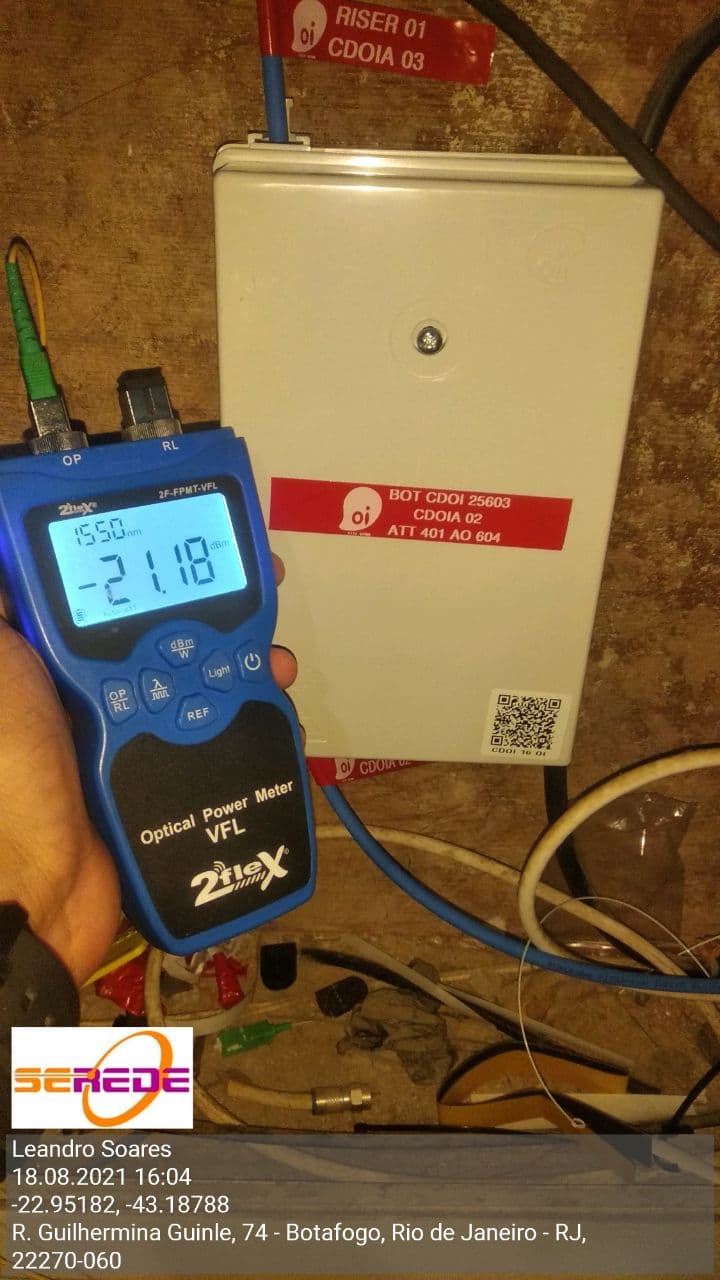 oi
RISER 01
CDOIA 03
OP
RL
2flex
2F-FPMT-VFL
1550nm
-21.18 dBm
dBm
W
OP
RL
λ
Light
REF
Optical Power Meter
VFL
2flex
oi
BOT CDOI 25603
CDOIA 02
ATT 401 AO 604
CDOI 16 OI
oi CDOIA 02
SEREDE
Leandro Soares
18.08.2021 16:04
-22.95182, -43.18788
R. Guilhermina Guinle, 74 - Botafogo, Rio de Janeiro - RJ,
22270-060